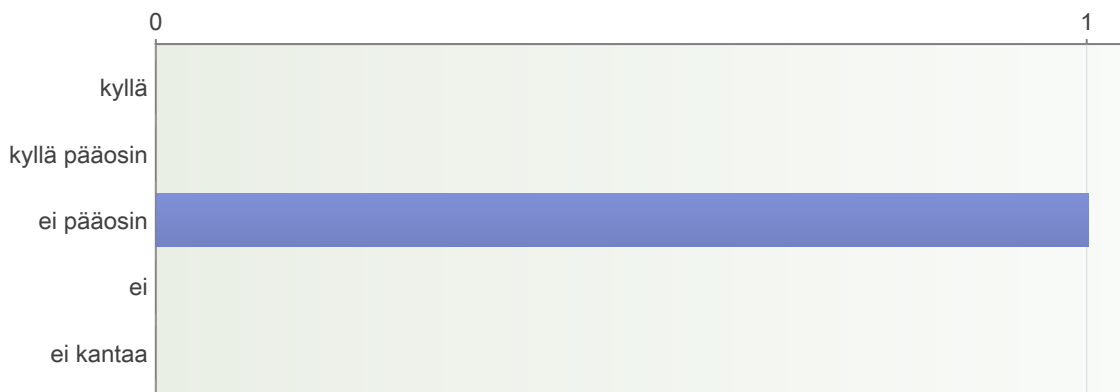 0 1
kyllä
kyllä pääosin
ei pääosin
ei
ei kantaa